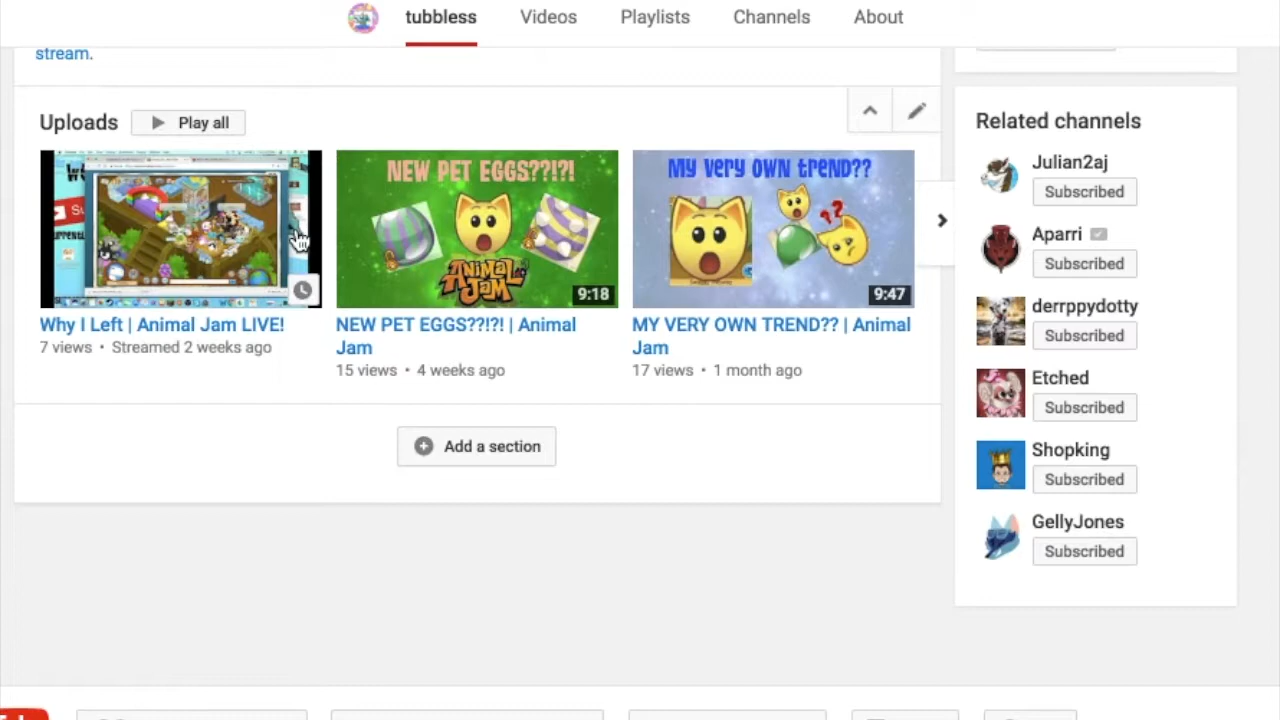 tubbless Videos Playlists Channels About
stream.
Uploads Play all
NEW PET EGGS??!?!
ANIMAL JAM
9:18
MY VERY OWN TREND??
9:47
Why I Left | Animal Jam LIVE!
7 views • Streamed 2 weeks ago
NEW PET EGGS??!?! | Animal
Jam
15 views • 4 weeks ago
MY VERY OWN TREND?? | Animal
Jam
17 views • 1 month ago
Add a section
Related channels
Julian2aj
Subscribed
Aparri
Subscribed
derrppydotty
Subscribed
Etched
Subscribed
Shopking
Subscribed
GellyJones
Subscribed